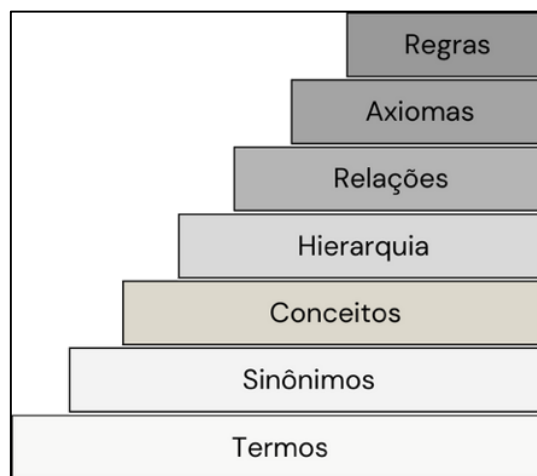 Regras
Axiomas
Relações
Hierarquia
Conceitos
Sinônimos
Termos